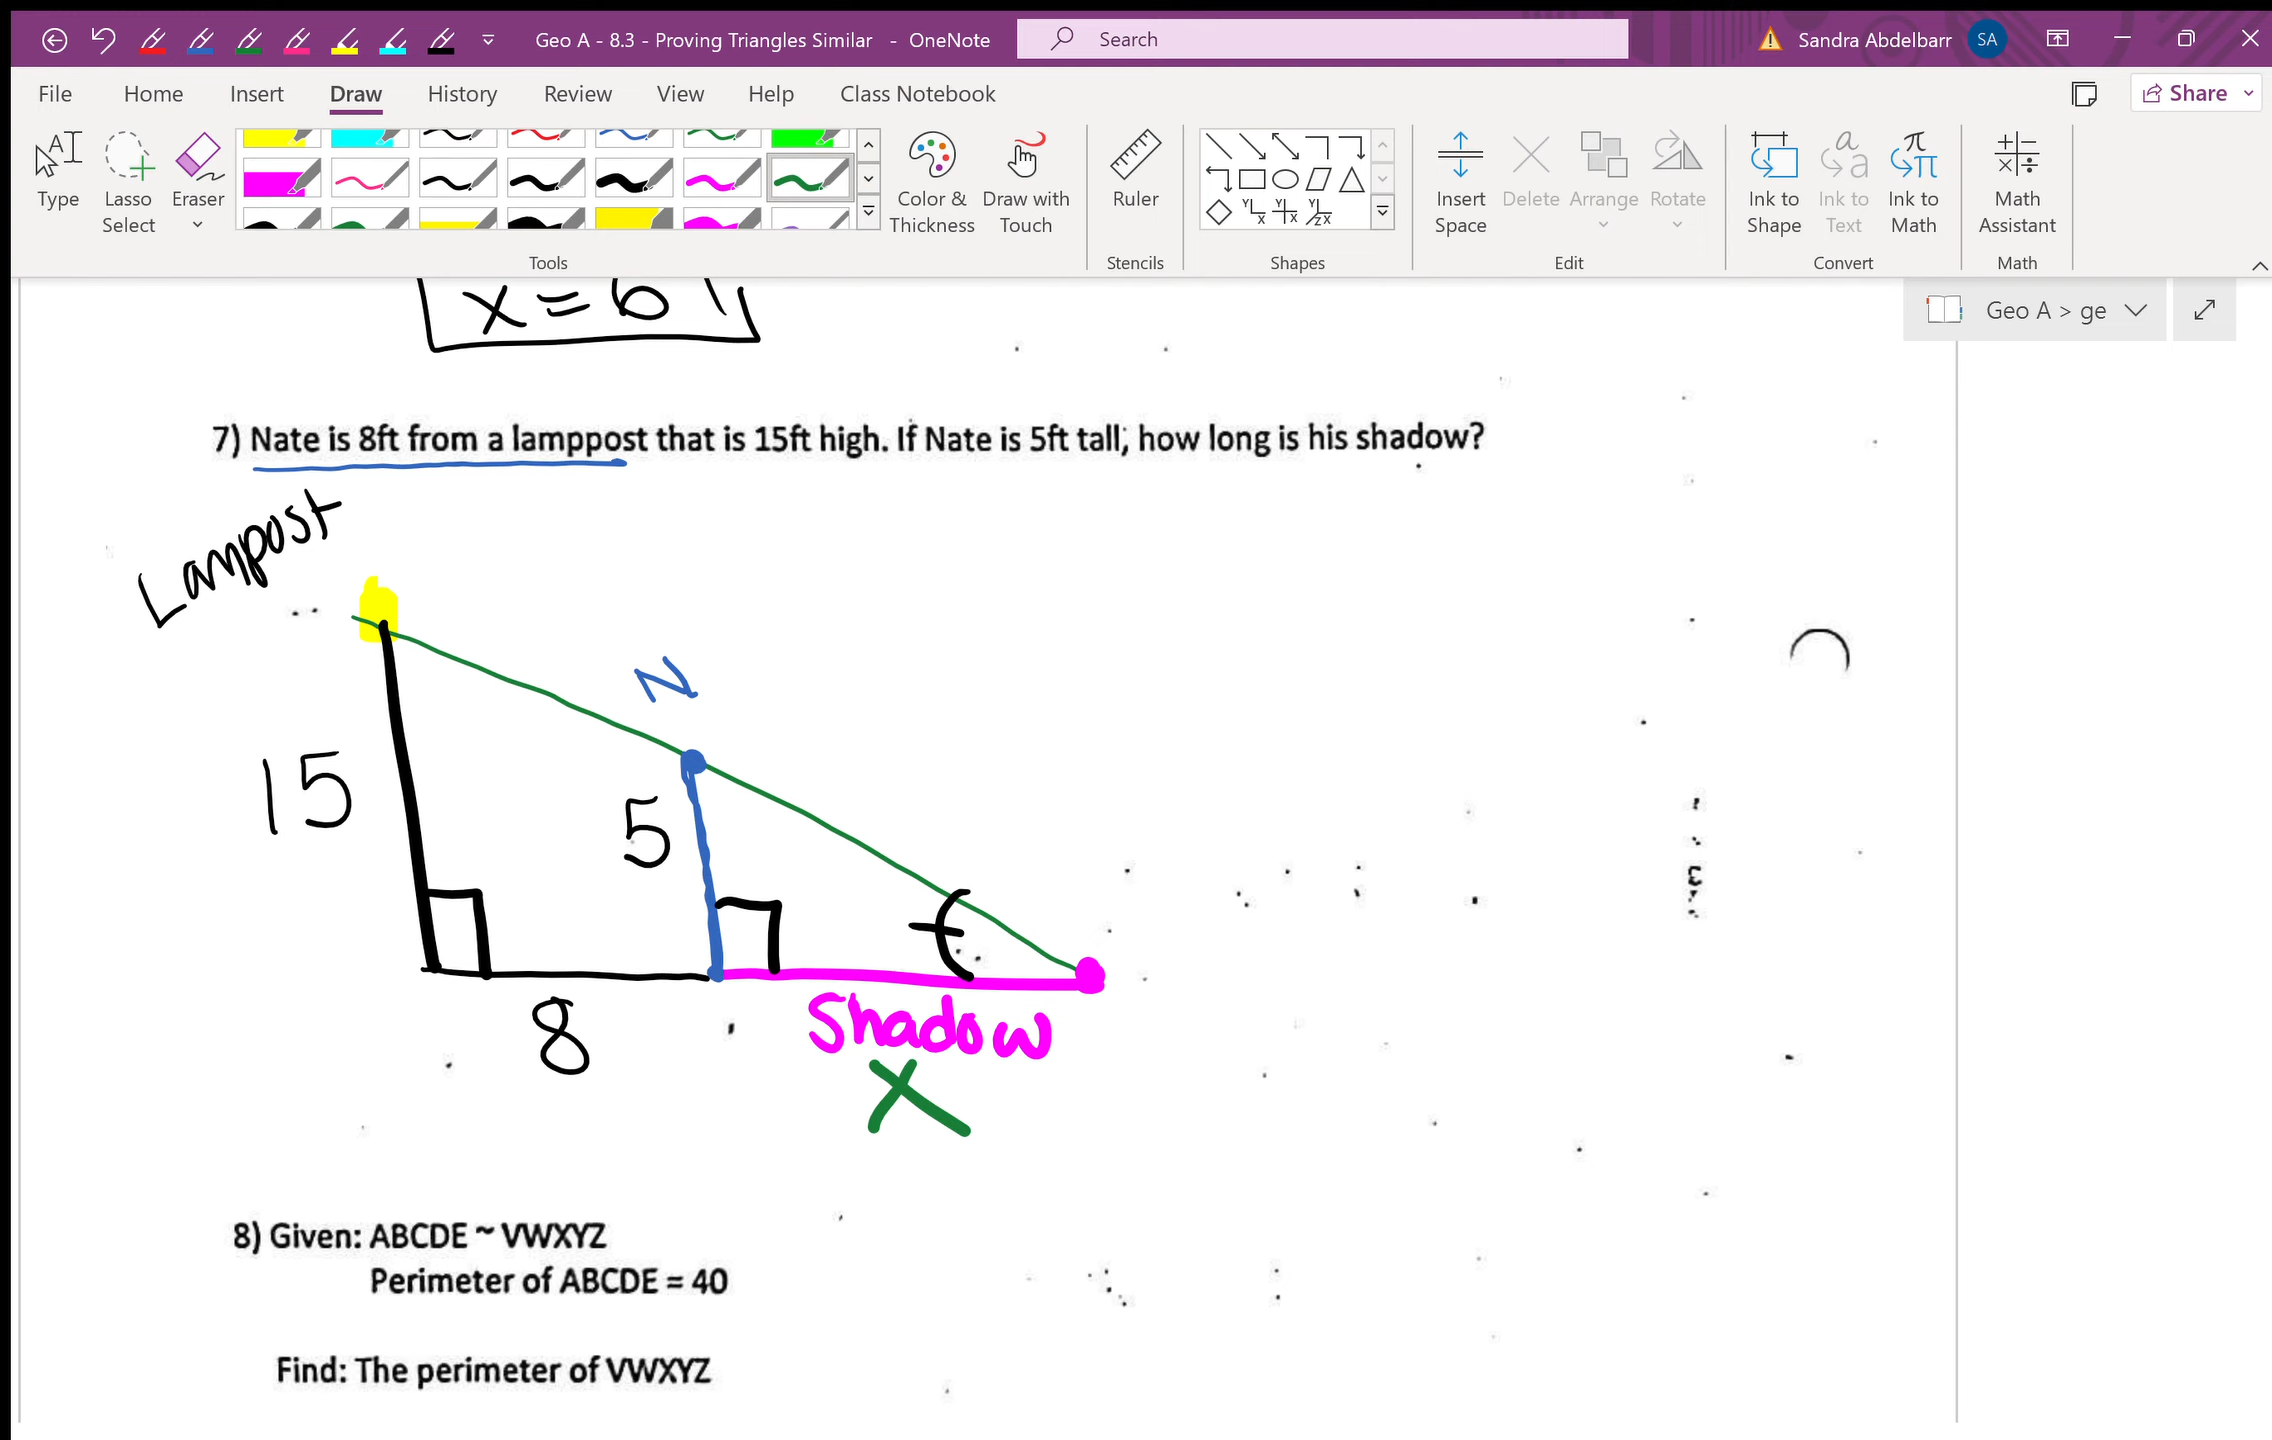 Geo A - 8.3 - Proving Triangles Similar - OneNote
Search
Sandra Abdelbarr SA
File Home Insert Draw History Review View Help Class Notebook Share
Type Lasso Select Eraser
Color & Thickness Draw with Touch Ruler
Insert Space Delete Arrange Rotate Ink to Shape Ink to Text Ink to Math Math Assistant
Tools Stencils Shapes Edit Convert Math
Geo A > ge
x = 6
7) Nate is 8ft from a lamppost that is 15ft high. If Nate is 5ft tall, how long is his shadow?
Lampost
N
15
5
8
Shadow
X
8) Given: ABCDE ~ VWXYZ
Perimeter of ABCDE = 40
Find: The perimeter of VWXYZ